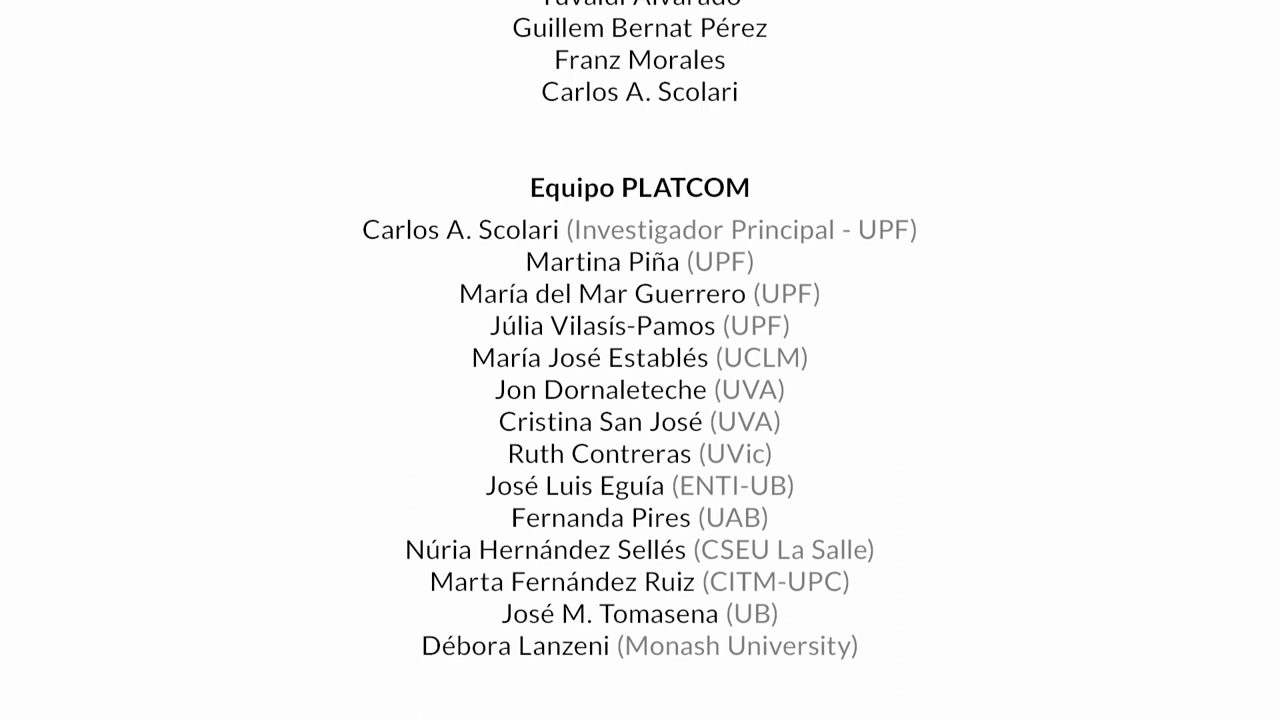 Alvarado
Guillem Bernat Pérez
Franz Morales
Carlos A. Scolari
Equipo PLATCOM
Carlos A. Scolari (Investigador Principal - UPF)
Martina Piña (UPF)
María del Mar Guerrero (UPF)
Júlia Vilasís-Pamos (UPF)
María José Establés (UCLM)
Jon Dornaleteche (UVA)
Cristina San José (UVA)
Ruth Contreras (UVic)
José Luis Eguía (ENTI-UB)
Fernanda Pires (UAB)
Núria Hernández Sellés (CSEU La Salle)
Marta Fernández Ruiz (CITM-UPC)
José M. Tomasena (UB)
Débora Lanzeni (Monash University)